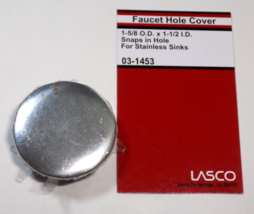 Faucet Hole Cover
1-5/8 O.D. x 1-1/2 I.D.
Snaps in Hole
For Stainless Sinks
03-1453
LASCO